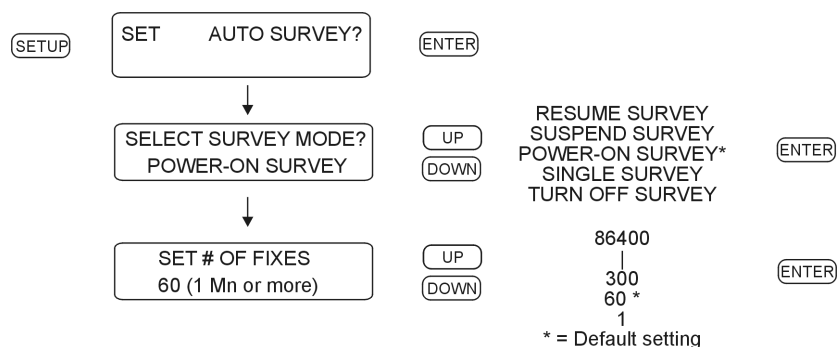 SETUP
SET AUTO SURVEY?
ENTER
SELECT SURVEY MODE?
POWER-ON SURVEY
UP
DOWN
RESUME SURVEY
SUSPEND SURVEY
POWER-ON SURVEY*
SINGLE SURVEY
TURN OFF SURVEY
ENTER
SET # OF FIXES
60 (1 Mn or more)
UP
DOWN
86400
|
300
60 *
1
* = Default setting
ENTER